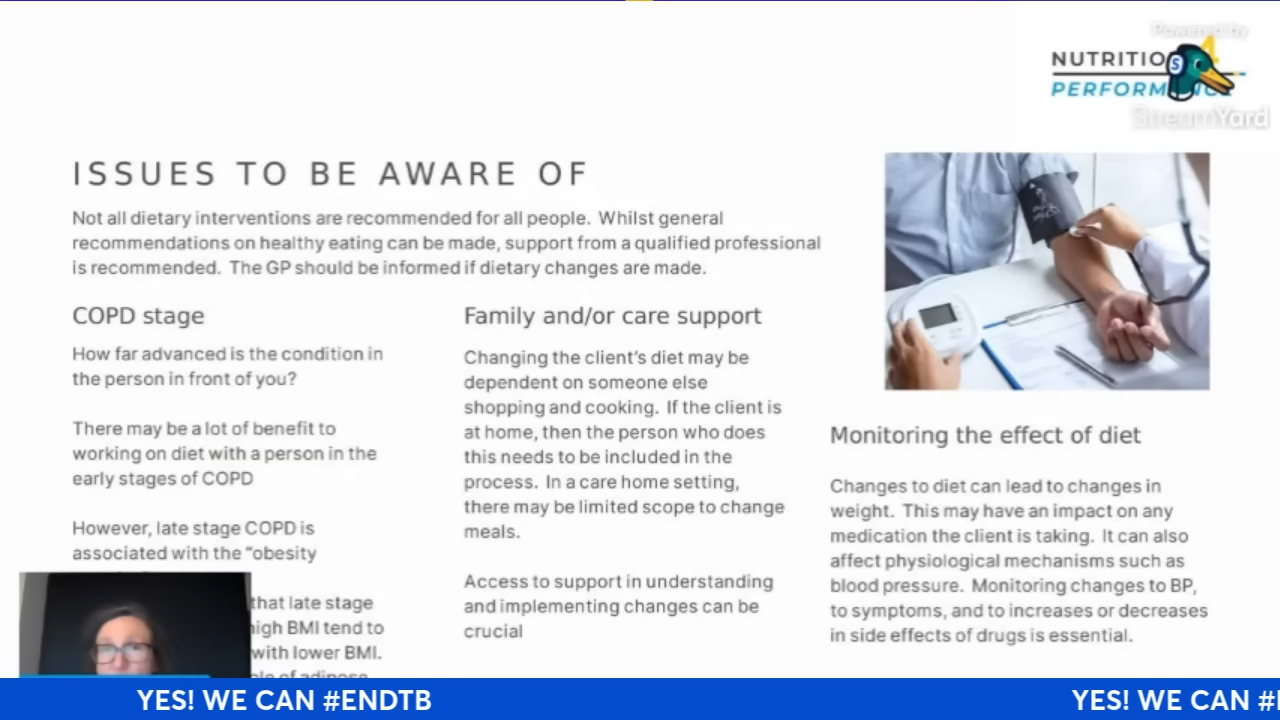 Powered by
NUTRITIO 4
PERFORM
StreamYard
ISSUES TO BE AWARE OF
Not all dietary interventions are recommended for all people. Whilst general
recommendations on healthy eating can be made, support from a qualified professional
is recommended. The GP should be informed if dietary changes are made.
COPD stage
How far advanced is the condition in
the person in front of you?
There may be a lot of benefit to
working on diet with a person in the
early stages of COPD
However, late stage COPD is
associated with the "obesity
that late stage
high BMI tend to
with lower BMI.
of adipose
Family and/or care support
Changing the client's diet may be
dependent on someone else
shopping and cooking. If the client is
at home, then the person who does
this needs to be included in the
process. In a care home setting,
there may be limited scope to change
meals.
Access to support in understanding
and implementing changes can be
crucial
Monitoring the effect of diet
Changes to diet can lead to changes in
weight. This may have an impact on any
medication the client is taking. It can also
affect physiological mechanisms such as
blood pressure. Monitoring changes to BP,
to symptoms, and to increases or decreases
in side effects of drugs is essential.
YES! WE CAN #ENDTB
YES! WE CAN #